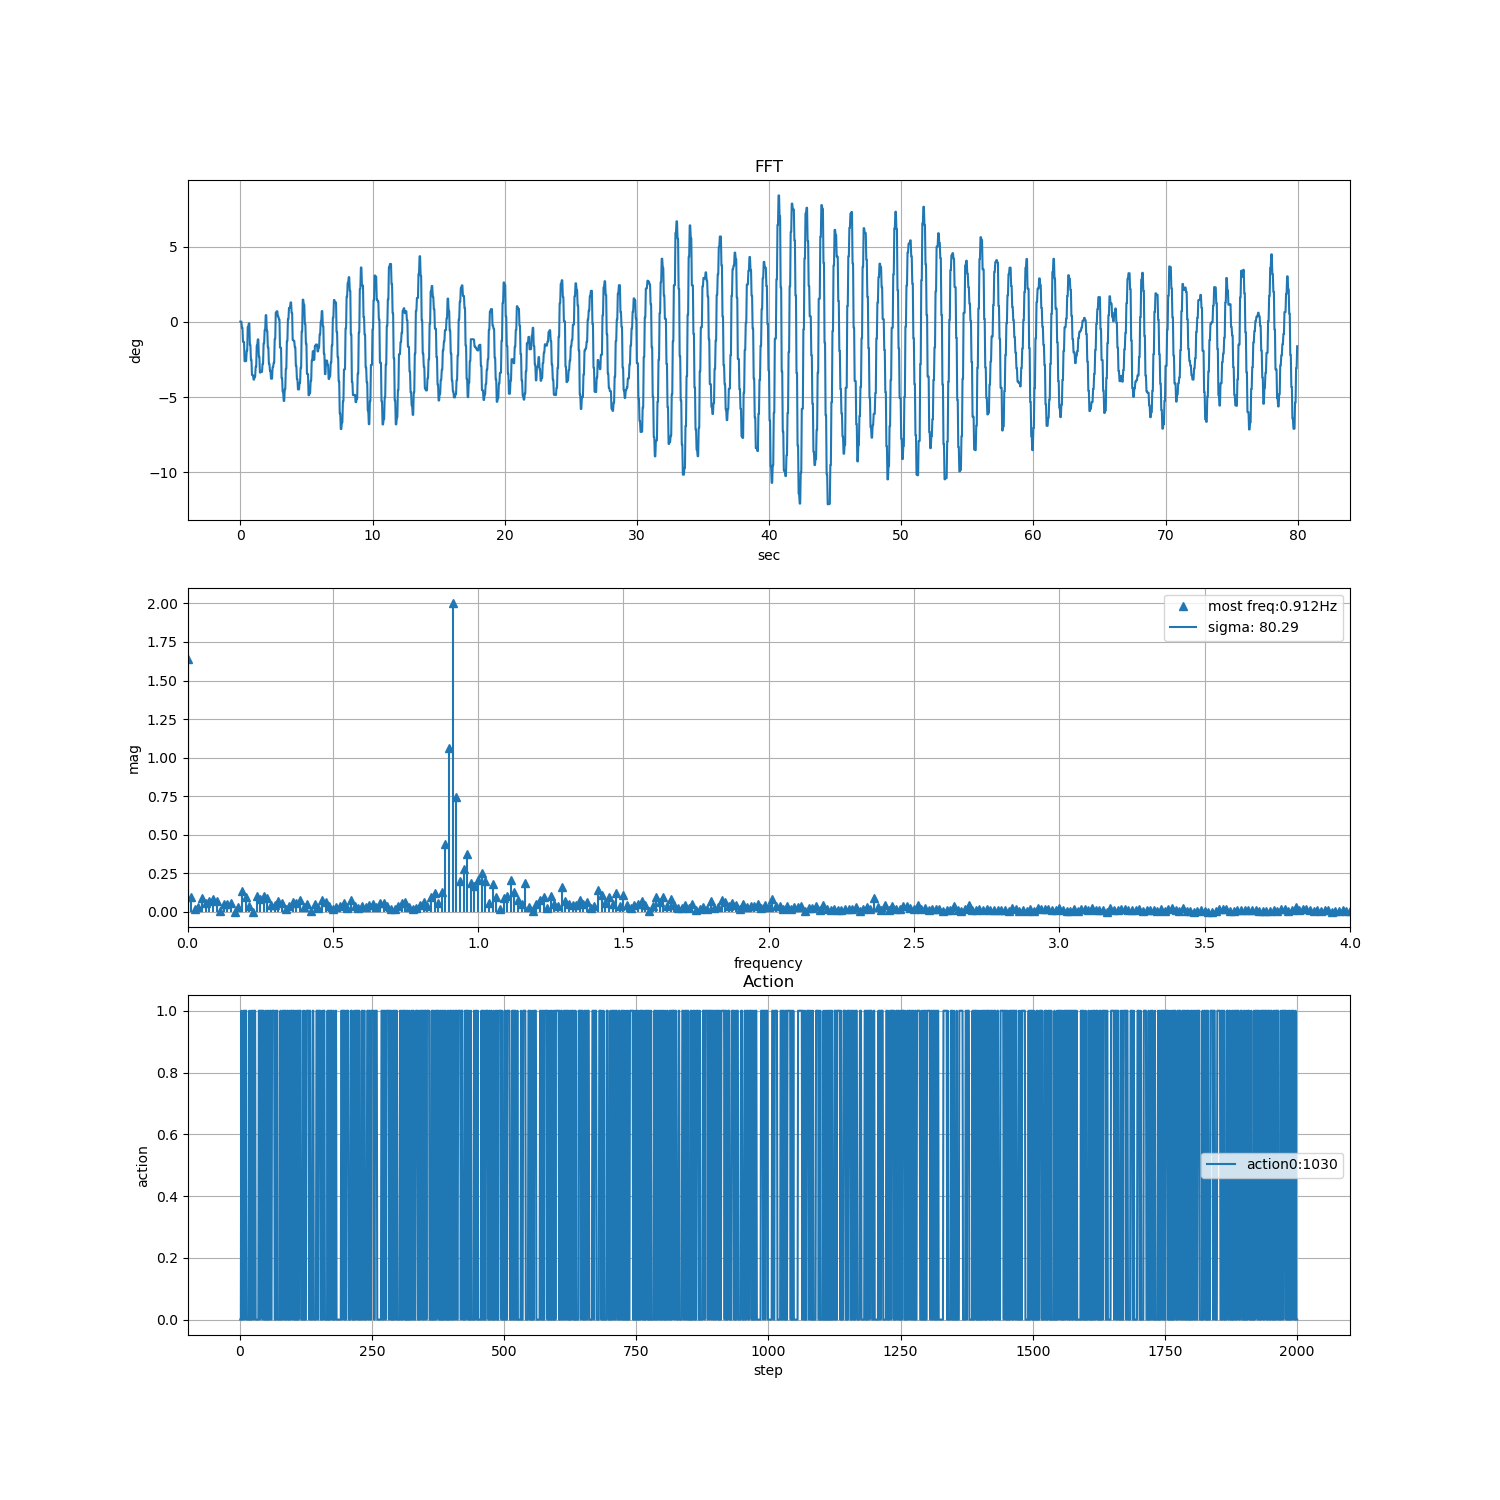 FFT
5
0
−5
−10
deg
0 10 20 30 40 50 60 70 80
sec
2.00
1.75
1.50
1.25
1.00
0.75
0.50
0.25
0.00
mag
most freq:0.912Hz
sigma: 80.29
0.0 0.5 1.0 1.5 2.0 2.5 3.0 3.5 4.0
frequency
Action
1.0
0.8
0.6
0.4
0.2
0.0
action
action0:1030
0 250 500 750 1000 1250 1500 1750 2000
step